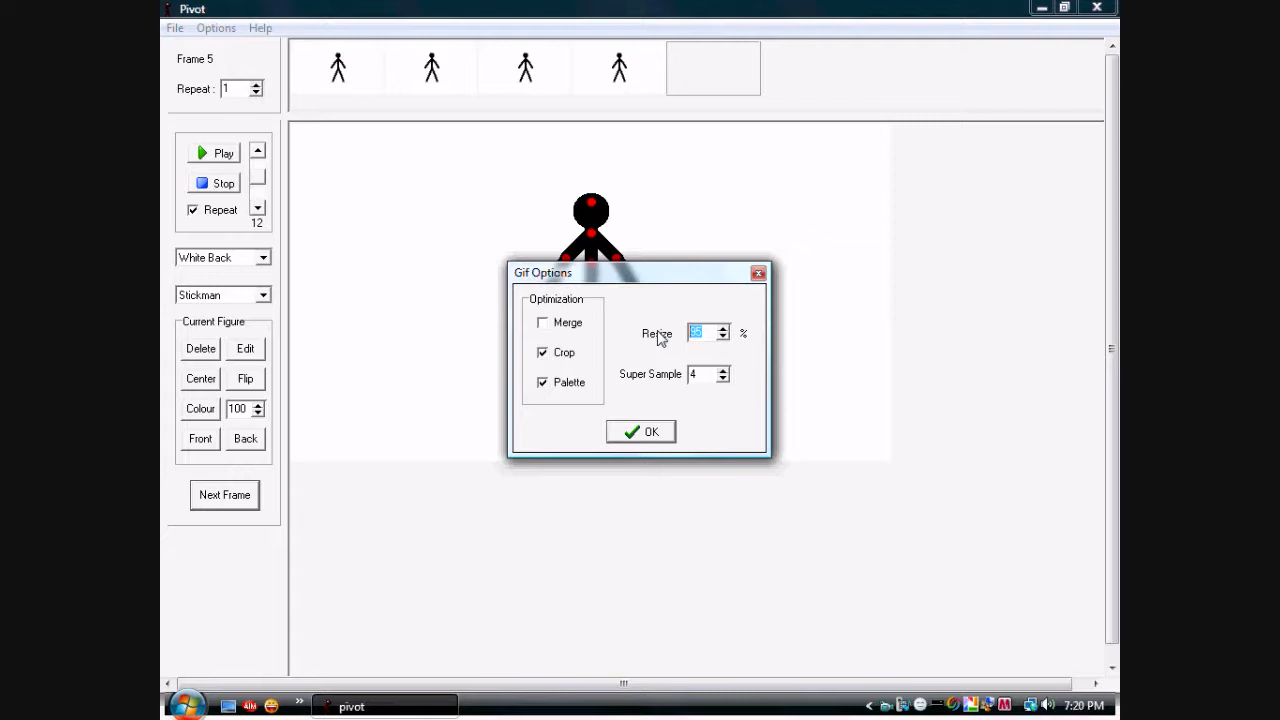 Pivot
File Options Help
Frame 5
Repeat : 1
Play
Stop
Repeat
12
White Back
Stickman
Current Figure
Delete Edit
Center Flip
Colour 100
Front Back
Next Frame
Gif Options
Optimization
Merge
Crop
Palette
Resize 95 %
Super Sample 4
OK
pivot
7:20 PM